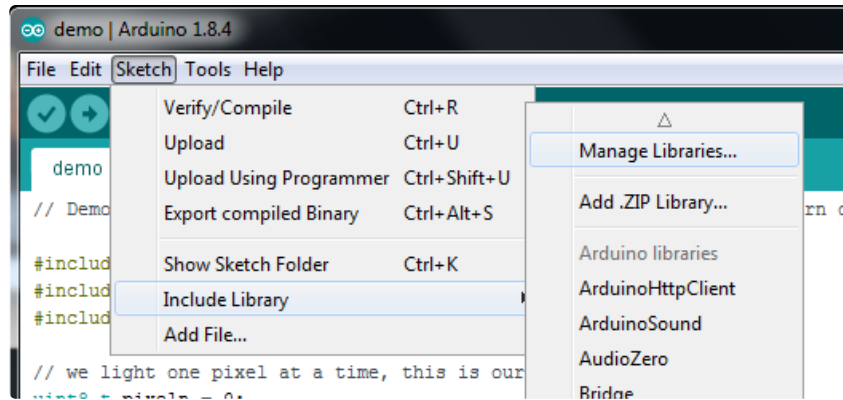 demo | Arduino 1.8.4
File Edit Sketch Tools Help
Verify/Compile Ctrl+R
Upload Ctrl+U
Upload Using Programmer Ctrl+Shift+U
Export compiled Binary Ctrl+Alt+S
Show Sketch Folder Ctrl+K
Include Library
Add File...
Manage Libraries...
Add .ZIP Library...
Arduino libraries
ArduinoHttpClient
ArduinoSound
AudioZero
Bridge
demo
// Demo
#includ
#includ
#includ
// we light one pixel at a time, this is our